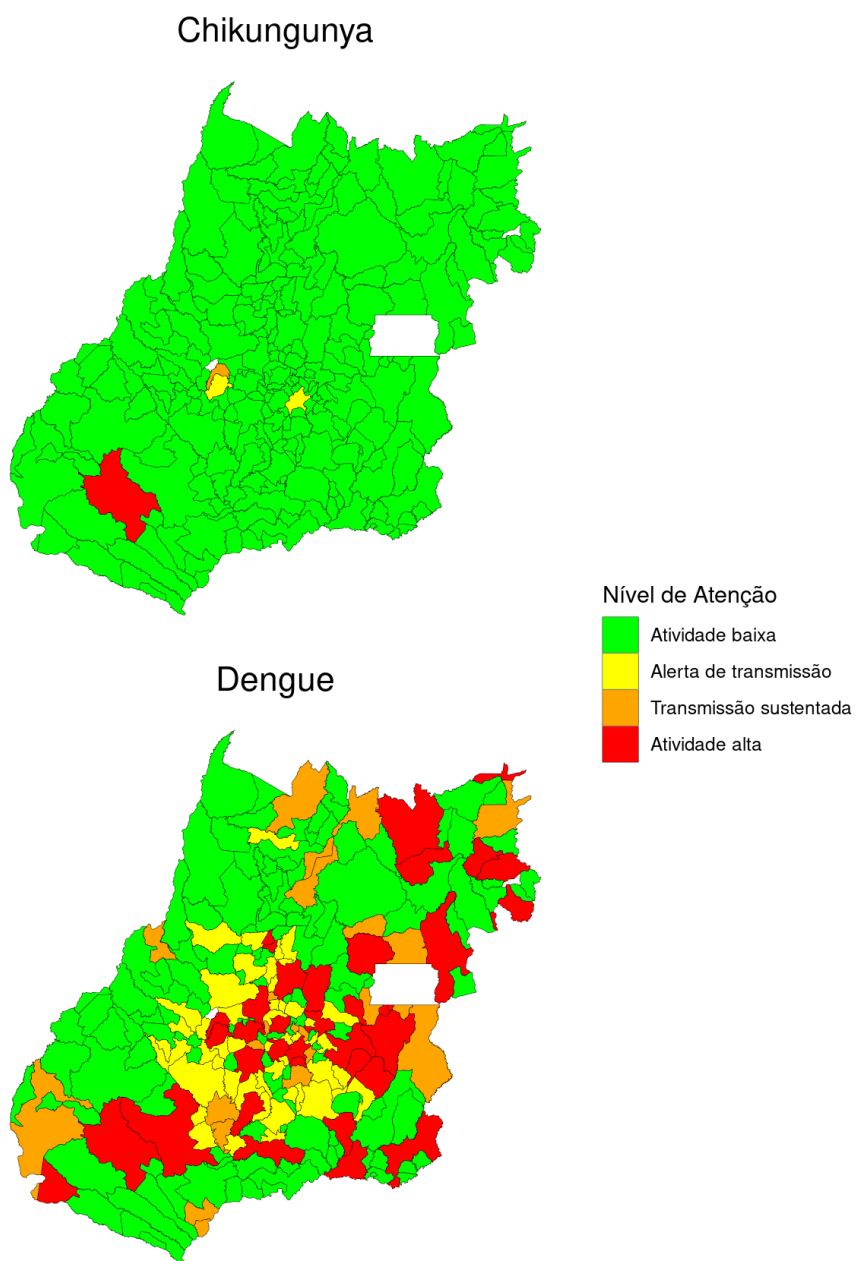 Chikungunya
Nível de Atenção
Atividade baixa
Alerta de transmissão
Transmissão sustentada
Atividade alta
Dengue